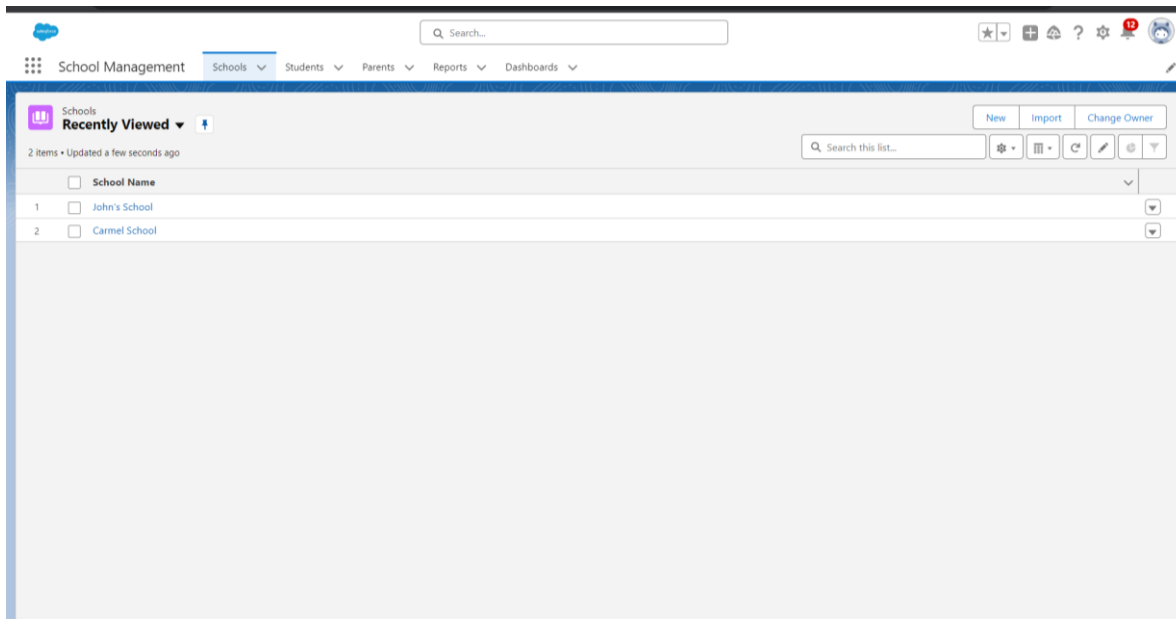 salesforce
Search...
12
School Management Schools Students Parents Reports Dashboards
Schools
Recently Viewed
New Import Change Owner
2 items • Updated a few seconds ago
Search this list...
School Name
1 John's School
2 Carmel School